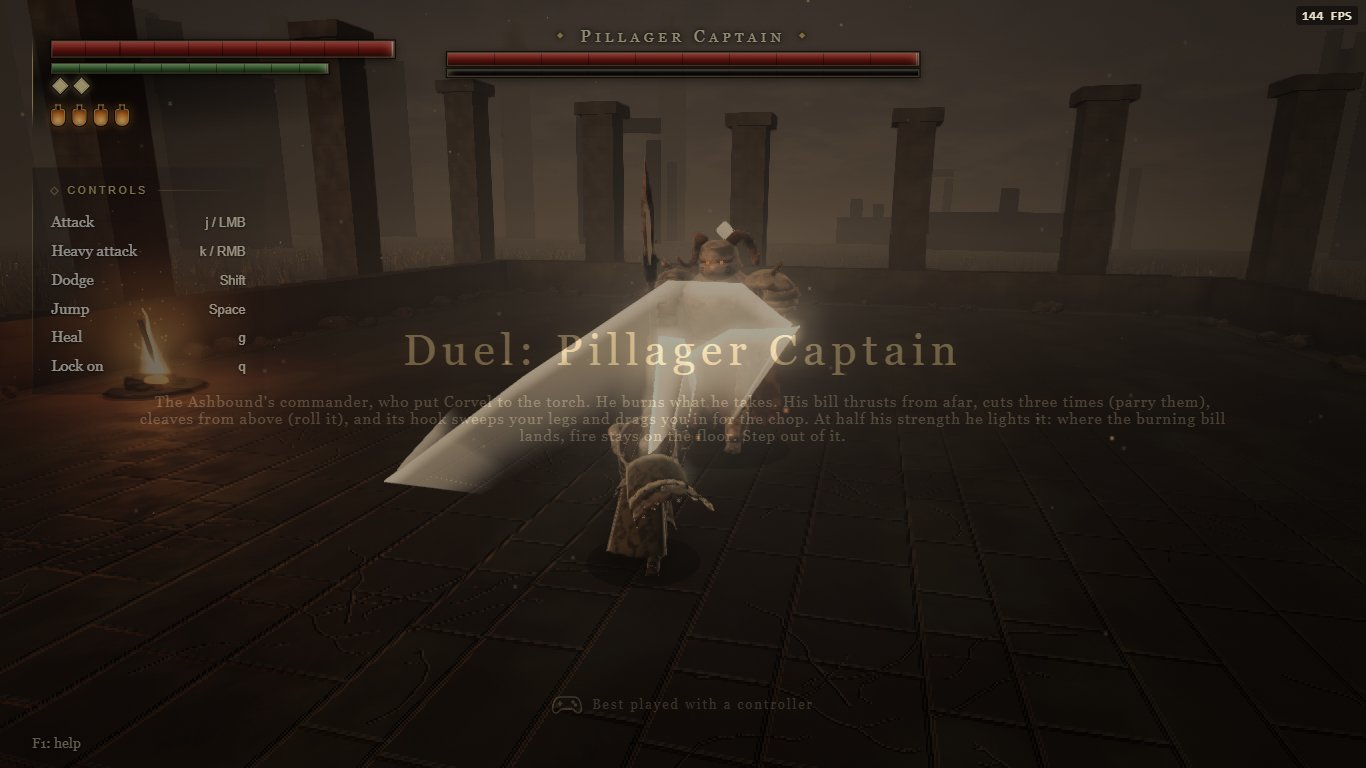 144 FPS
PILLAGER CAPTAIN
CONTROLS
Attack j / LMB
Heavy attack k / RMB
Dodge Shift
Jump Space
Heal g
Lock on q
Duel: Pillager Captain
The Ashbound's commander, who put Corvel to the torch. He burns what he takes. His bill thrusts from afar, cuts three times (parry them),
cleaves from above (roll it), and its hook sweeps your legs and drags you in for the chop. At half his strength he lights it: where the burning bill
lands, fire stays on the floor. Step out of it.
Best played with a controller
F1: help